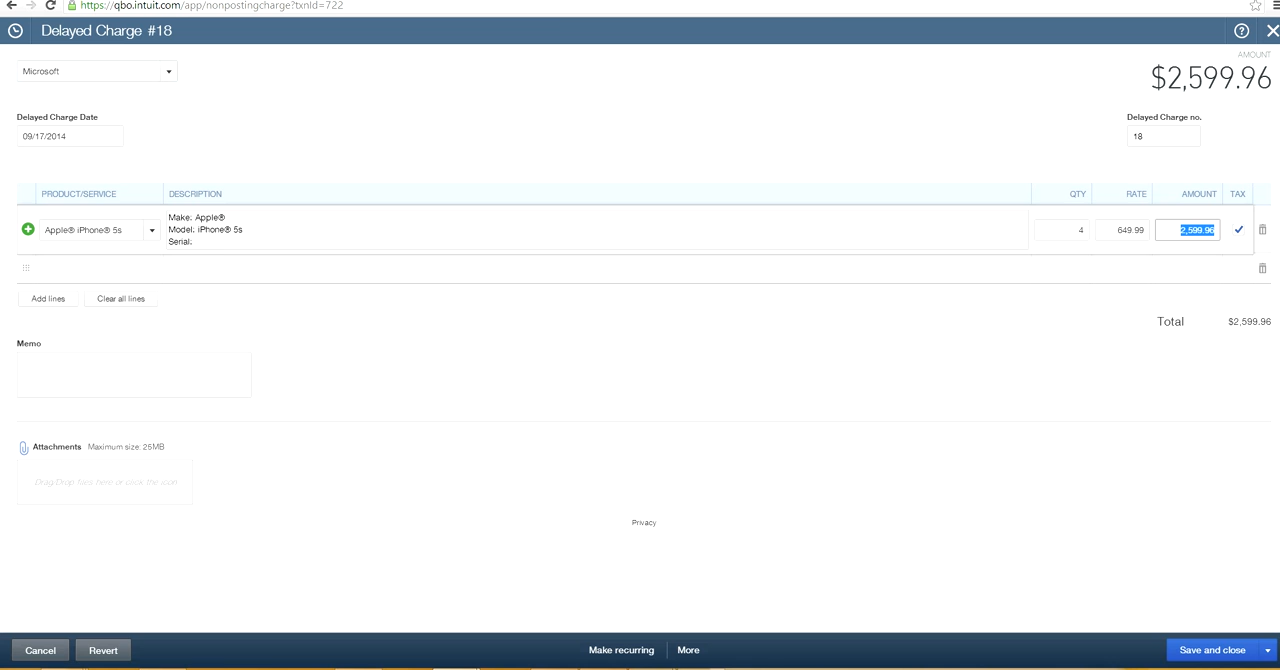 https://qbo.intuit.com/app/nonpostingcharge?txnId=722
Delayed Charge #18
AMOUNT
Microsoft
$2,599.96
Delayed Charge Date
Delayed Charge no.
09/17/2014
18
PRODUCT/SERVICE DESCRIPTION QTY RATE AMOUNT TAX
Make: Apple®
Apple® iPhone® 5s Model: iPhone® 5s 4 649.99 2,599.96
Serial:
Add lines Clear all lines
Total $2,599.96
Memo
Attachments Maximum size: 25MB
Drag/Drop files here or click the icon
Privacy
Cancel Revert Make recurring More Save and close